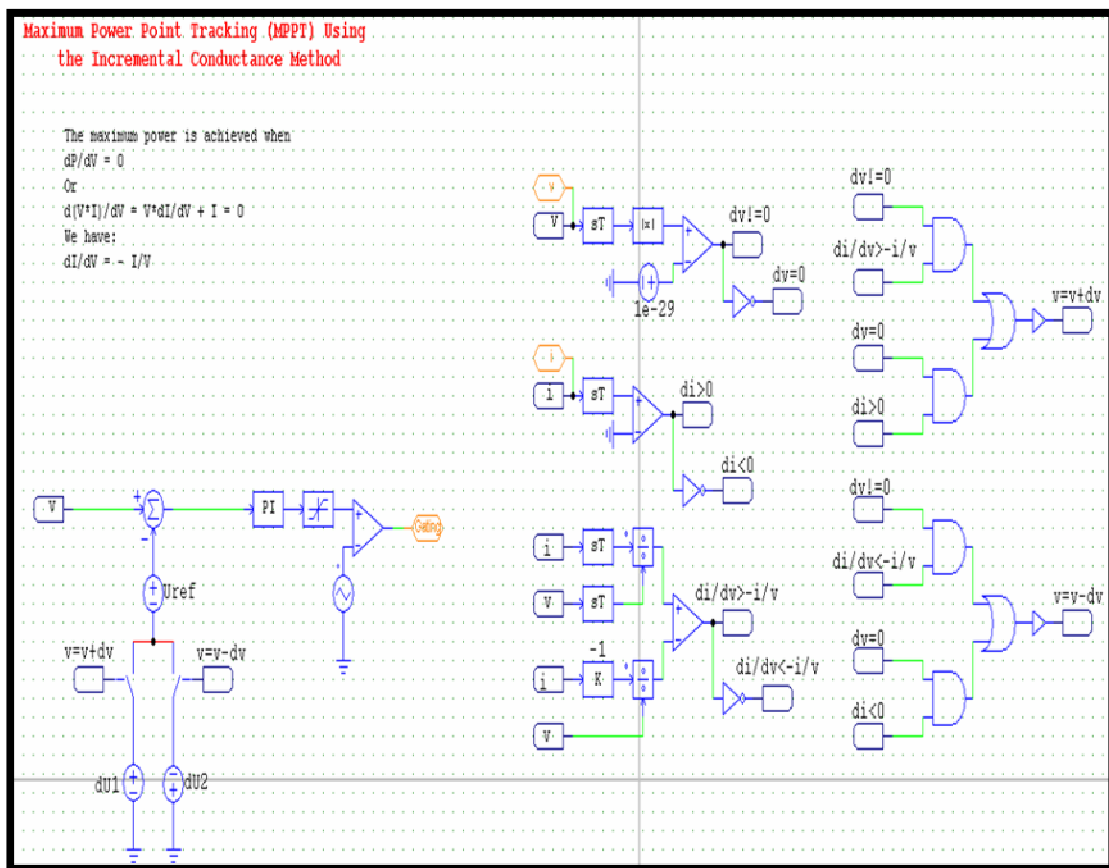 Maximum Power Point Tracking (MPPT) Using
the Incremental Conductance Method
The maximum power is achieved when
dP/dV = 0
Or
d(V*I)/dV = V*dI/dV + I = 0
We have:
dI/dV = - I/V
v
V
sT
|x|
+
-
dv!=0
dv=0
1e-29
i
i
sT
+
-
di>0
di<0
i
sT
v
sT
-1
i
K
v
+
-
di/dv>-i/v
di/dv<-i/v
dv!=0
di/dv>-i/v
dv=0
di>0
v=v+dv
dv!=0
di/dv<-i/v
dv=0
di<0
v=v-dv
V
+
Σ
-
PI
+
-
Gating
Uref
v=v+dv
v=v-dv
dU1
dU2